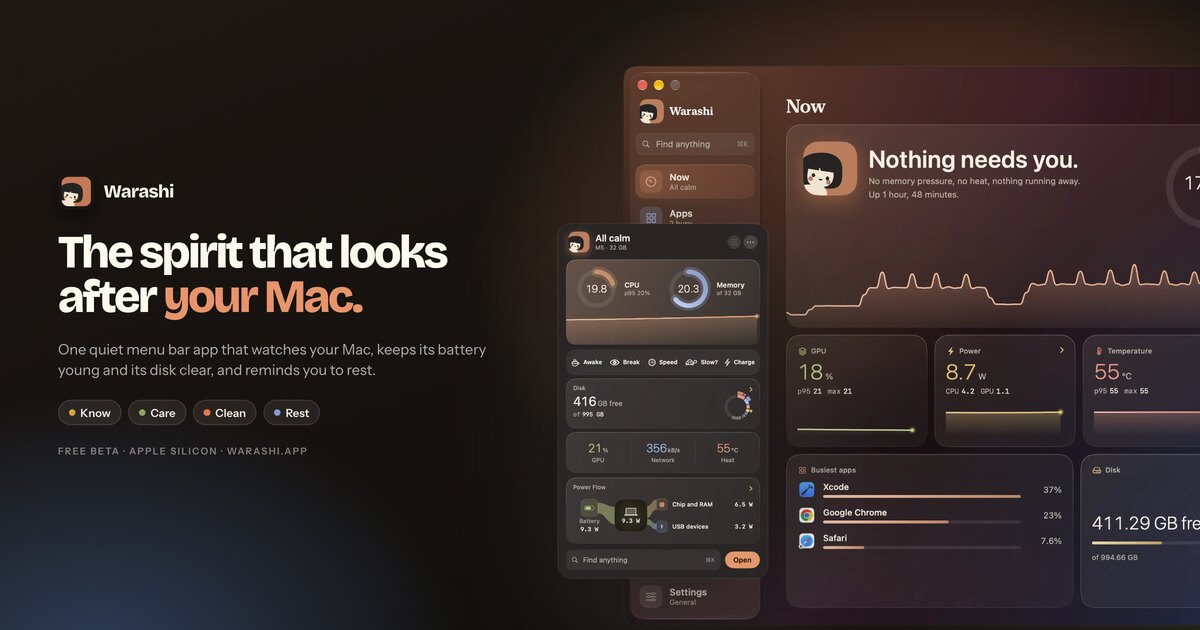 Warashi
The spirit that looks
after your Mac.
One quiet menu bar app that watches your Mac, keeps its battery
young and its disk clear, and reminds you to rest.
Know
Care
Clean
Rest
FREE BETA · APPLE SILICON · WARASHI.APP
Warashi
Find anything ⌘K
Now
All calm
Apps
Settings
General
All calm
M5 · 32 GB
19.8
CPU
p95 20%
20.3
Memory
of 32 GB
Awake
Break
Speed
Slow?
Charge
Disk
416 GB free
of 995 GB
21%
GPU
356 kB/s
Network
55°C
Heat
Power Flow
Battery
9.3 W
9.3 W
Chip and RAM 6.5 W
USB devices 3.2 W
Find anything ⌘K
Open
Now
Nothing needs you.
No memory pressure, no heat, nothing running away.
Up 1 hour, 48 minutes.
17
GPU
18 %
p95 21 max 21
Power
8.7 W
CPU 4.2 GPU 1.1
Temperature
55 °C
p95 55 max 55
Busiest apps
Xcode 37%
Google Chrome 23%
Safari 7.6%
Disk
411.29 GB fre
of 994.66 GB